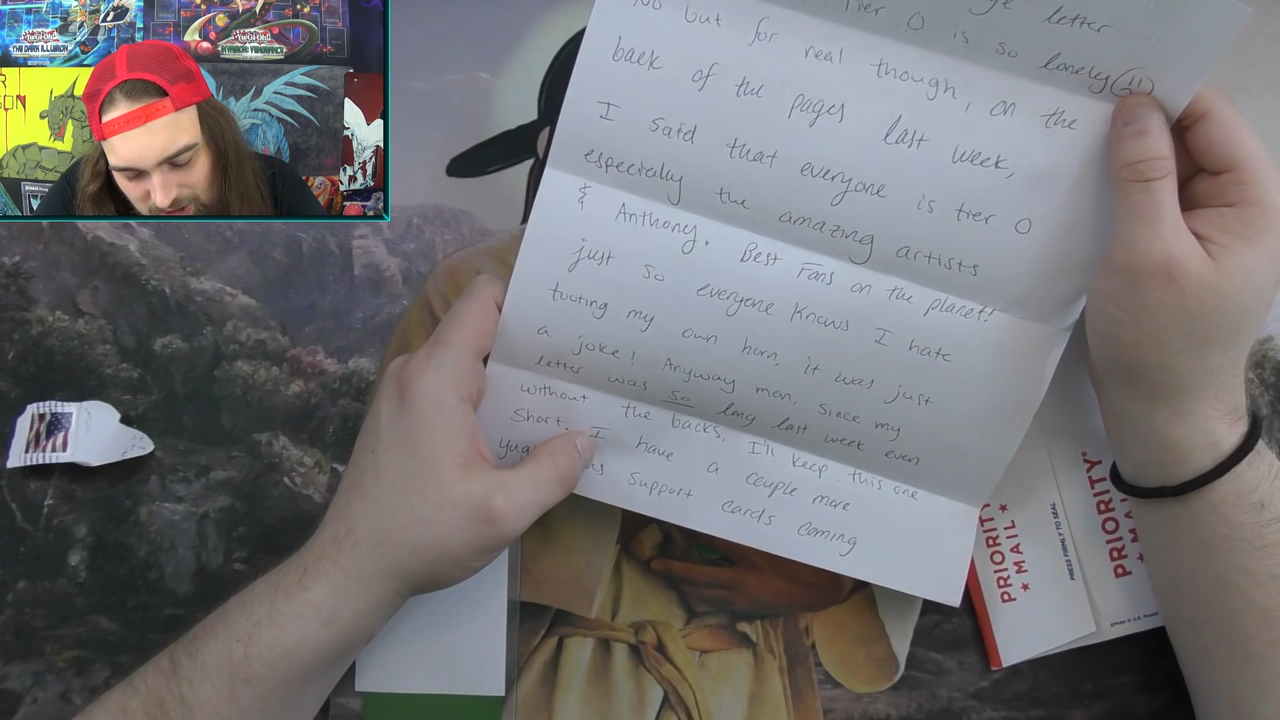 YU-GI-OH!
THE DARK ILLUSION
YU-GI-OH!
INVASION: VENGEANCE
letter
Tier 0 is so lonely
No but for real though, on the
back of the pages last week,
I said that everyone is tier 0
especially the amazing artists
& Anthony. Best Fans on the planet!
just so everyone knows I hate
tooting my own horn, it was just
a joke! Anyway man, since my
letter was so long last week even
without the backs, I'll keep this one
short. I have a couple more
support cards coming
PRIORITY
★ MAIL ★
PRESS FIRMLY TO SEAL
PRIORITY
★ MAIL ★